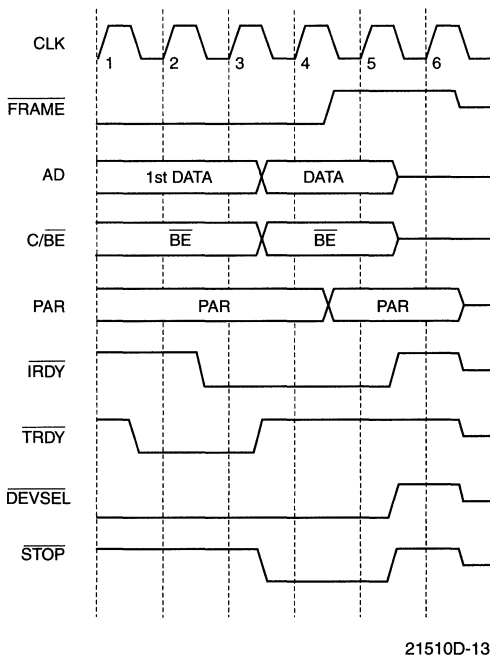 CLK
1 2 3 4 5 6
FRAME
AD
1st DATA DATA
C/BE
BE BE
PAR
PAR PAR
IRDY
TRDY
DEVSEL
STOP
21510D-13